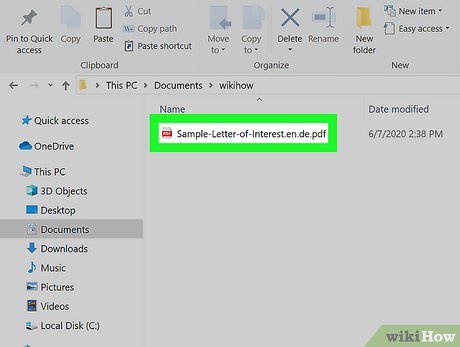 Pin to Quick
access
Copy
Paste
Cut
Copy path
Paste shortcut
Clipboard
Move
to
Copy
to
Delete
Rename
Organize
New
folder
New item
Easy access
New
This PC > Documents > wikihow
Quick access
OneDrive
This PC
3D Objects
Desktop
Documents
Downloads
Music
Pictures
Videos
Local Disk (C:)
Name
Date modified
PDF
Sample-Letter-of-Interest.en.de.pdf
6/7/2020 2:38 PM
wikiHow